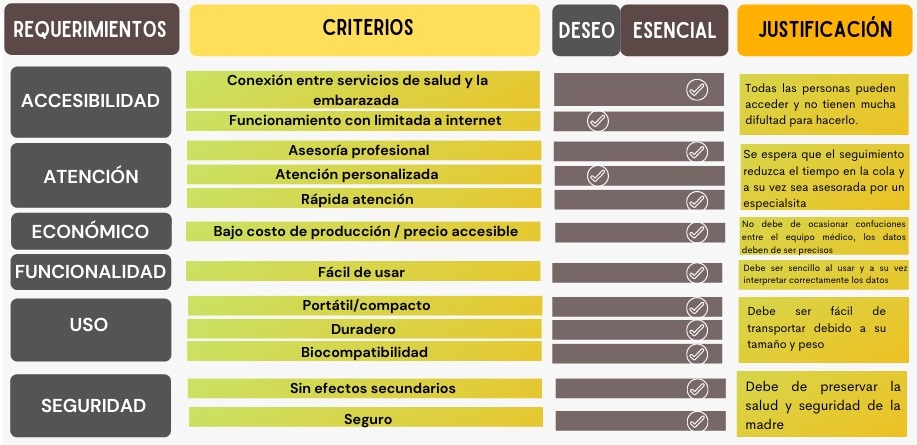 REQUERIMIENTOS
CRITERIOS
DESEO
ESENCIAL
JUSTIFICACIÓN
ACCESIBILIDAD
Conexión entre servicios de salud y la
embarazada
Funcionamiento con limitada a internet
Todas las personas pueden
acceder y no tienen mucha
difultad para hacerlo.
ATENCIÓN
Asesoría profesional
Atención personalizada
Rápida atención
Se espera que el seguimiento
reduzca el tiempo en la cola y
a su vez sea asesorada por un
especialsita
ECONÓMICO
Bajo costo de producción / precio accesible
No debe de ocasionar confuciones
entre el equipo médico, los datos
deben de ser precisos
FUNCIONALIDAD
Fácil de usar
Debe ser sencillo al usar y a su vez
interpretar correctamente los datos
USO
Portátil/compacto
Duradero
Biocompatibilidad
Debe ser fácil de
transportar debido a su
tamaño y peso
SEGURIDAD
Sin efectos secundarios
Seguro
Debe de preservar la
salud y seguridad de la
madre